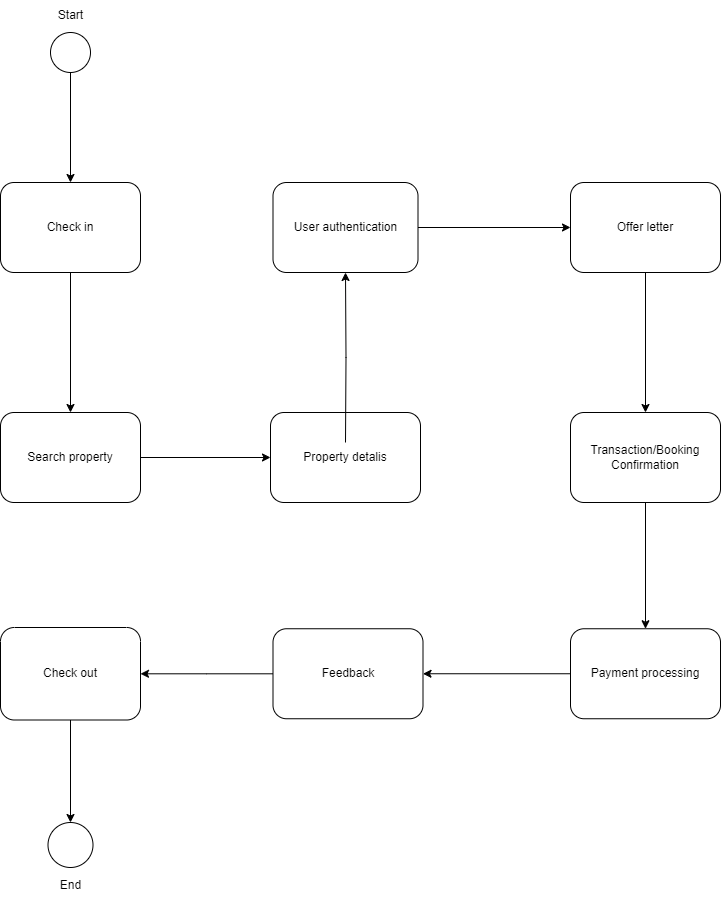 Start
Check in
User authentication
Offer letter
Search property
Property detalis
Transaction/Booking
Confirmation
Check out
Feedback
Payment processing
End